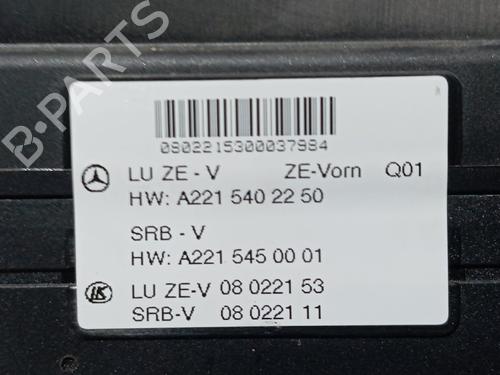 B-PARTS
0802215300037984
LU ZE - V ZE-Vorn Q01
HW: A221 540 22 50
SRB - V
HW: A221 545 00 01
LU ZE-V 08 0221 53
SRB-V 08 0221 11